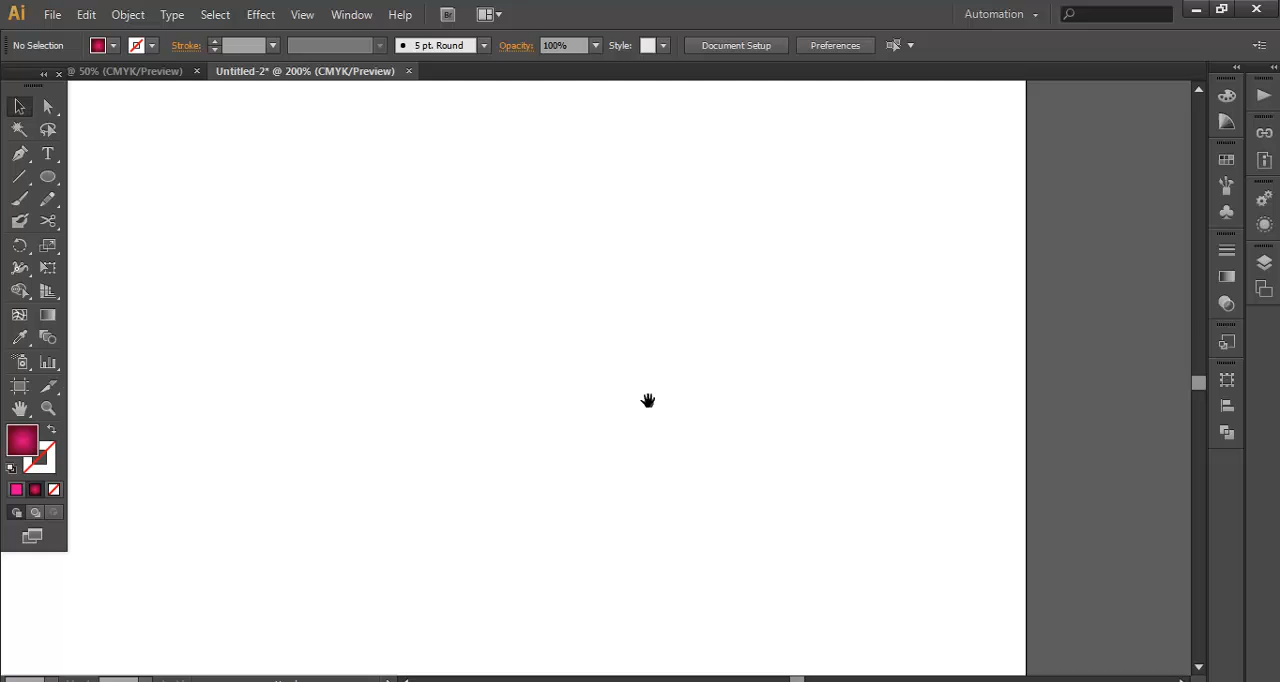 Ai File Edit Object Type Select Effect View Window Help Br Automation
No Selection Stroke: 5 pt. Round Opacity: 100% Style: Document Setup Preferences
@ 50% (CMYK/Preview) × Untitled-2* @ 200% (CMYK/Preview) ×
T